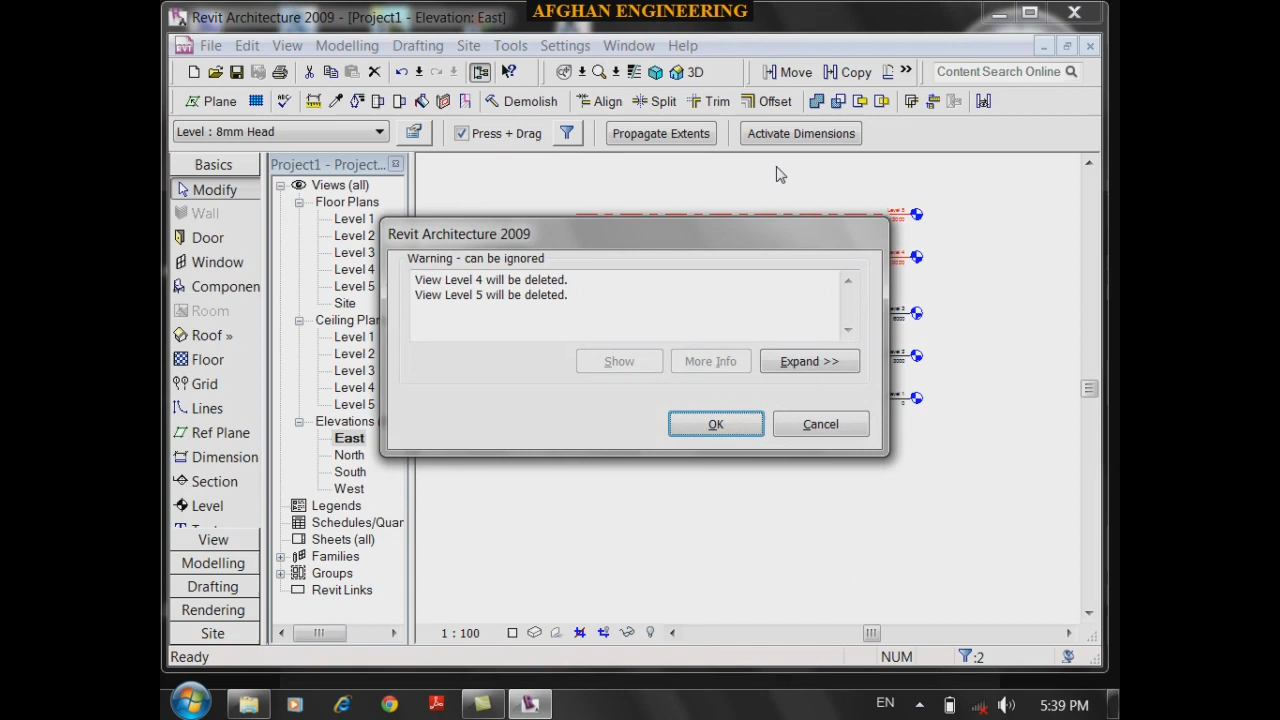 AFGHAN ENGINEERING
Revit Architecture 2009 - [Project1 - Elevation: East]
File Edit View Modelling Drafting Site Tools Settings Window Help
3D Move Copy » Content Search Online
Plane Demolish Align Split Trim Offset
Level : 8mm Head Press + Drag Propagate Extents Activate Dimensions
Basics
Modify
Wall
Door
Window
Componen
Room
Roof »
Floor
Grid
Lines
Ref Plane
Dimension
Section
Level
View
Modelling
Drafting
Rendering
Site
Project1 - Project...
Views (all)
Floor Plans
Level 1
Level 2
Level 3
Level 4
Level 5
Site
Ceiling Plar
Level 1
Level 2
Level 3
Level 4
Level 5
Elevations (
East
North
South
West
Legends
Schedules/Quar
Sheets (all)
Families
Groups
Revit Links
Revit Architecture 2009
Warning - can be ignored
View Level 4 will be deleted.
View Level 5 will be deleted.
Show More Info Expand >>
OK Cancel
1 : 100
Ready NUM :2
EN 5:39 PM